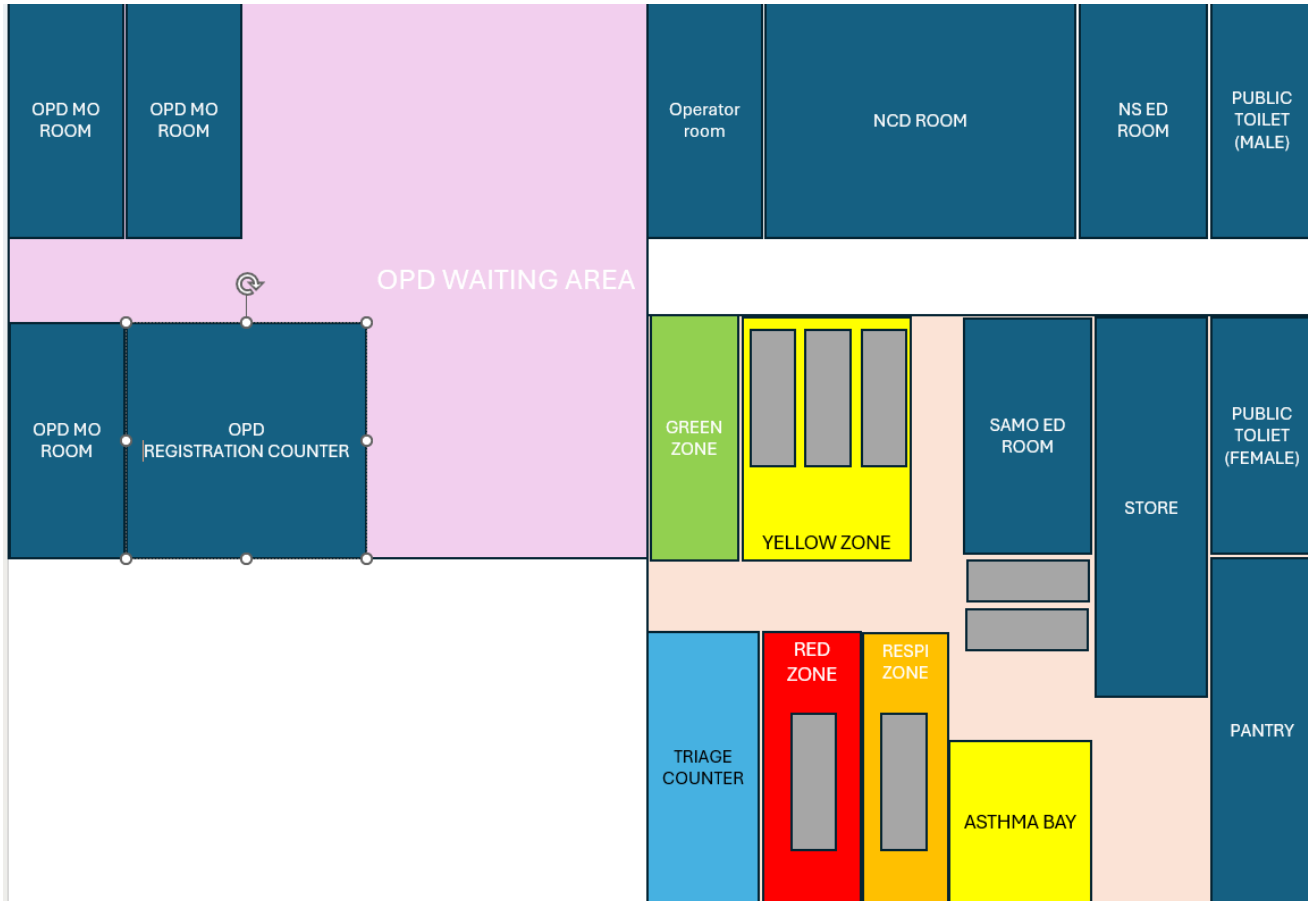 OPD MO
ROOM
OPD MO
ROOM
Operator
room
NCD ROOM
NS ED
ROOM
PUBLIC
TOILET
(MALE)
OPD WAITING AREA
OPD MO
ROOM
OPD
REGISTRATION COUNTER
GREEN
ZONE
YELLOW ZONE
SAMO ED
ROOM
STORE
PUBLIC
TOLIET
(FEMALE)
TRIAGE
COUNTER
RED
ZONE
RESPI
ZONE
ASTHMA BAY
PANTRY